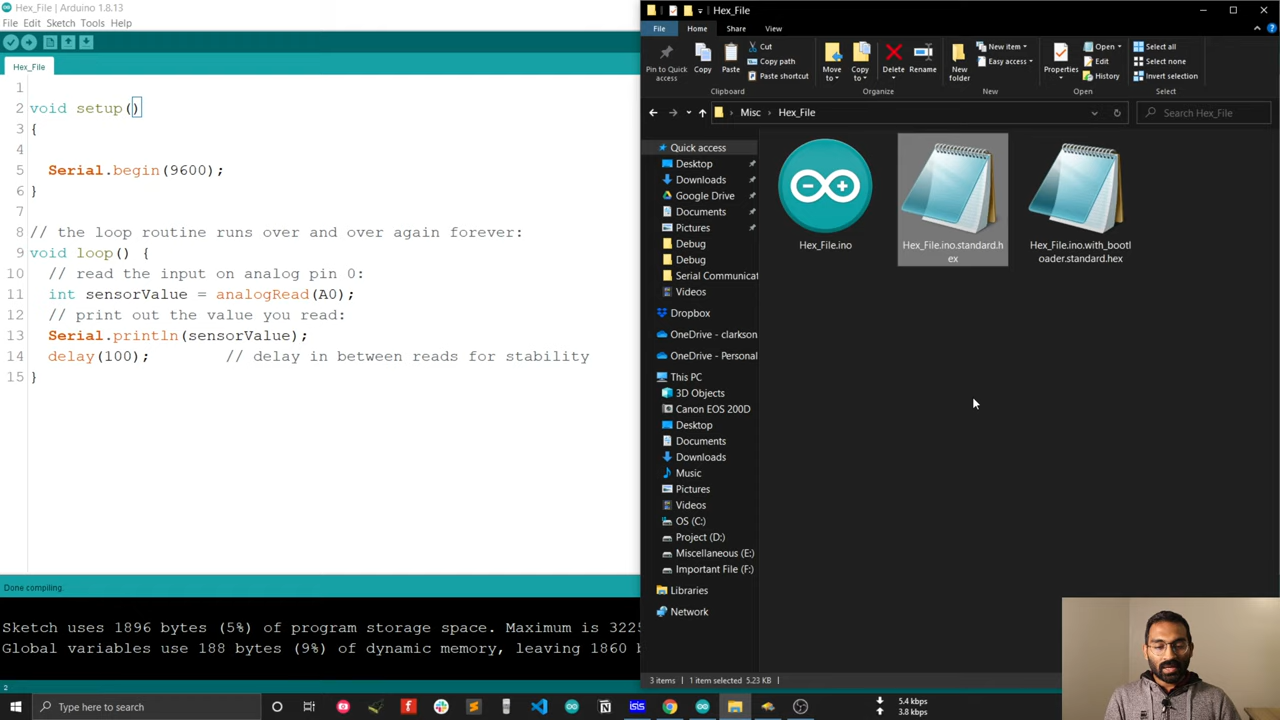 Hex_File | Arduino 1.8.13
File Edit Sketch Tools Help
Hex_File
1
2 void setup()
3 {
4
5 Serial.begin(9600);
6 }
7
8 // the loop routine runs over and over again forever:
9 void loop() {
10 // read the input on analog pin 0:
11 int sensorValue = analogRead(A0);
12 // print out the value you read:
13 Serial.println(sensorValue);
14 delay(100); // delay in between reads for stability
15 }
Done compiling.
Sketch uses 1896 bytes (5%) of program storage space. Maximum is 3225
Global variables use 188 bytes (9%) of dynamic memory, leaving 1860 b
2
Hex_File
File Home Share View
Pin to Quick access
Copy
Paste
Cut
Copy path
Paste shortcut
Clipboard
Move to
Copy to
Delete
Rename
Organize
New folder
New item
Easy access
New
Properties
Open
Edit
History
Open
Select all
Select none
Invert selection
Select
Misc > Hex_File
Search Hex_File
Quick access
Desktop
Downloads
Google Drive
Documents
Pictures
Debug
Debug
Serial Communicat
Videos
Dropbox
OneDrive - clarkson
OneDrive - Personal
This PC
3D Objects
Canon EOS 200D
Desktop
Documents
Downloads
Music
Pictures
Videos
OS (C:)
Project (D:)
Miscellaneous (E:)
Important File (F:)
Libraries
Network
Hex_File.ino
Hex_File.ino.standard.h
ex
Hex_File.ino.with_bootl
oader.standard.hex
3 items 1 item selected 5.23 KB
Type here to search
isis
5.4 kbps
3.8 kbps